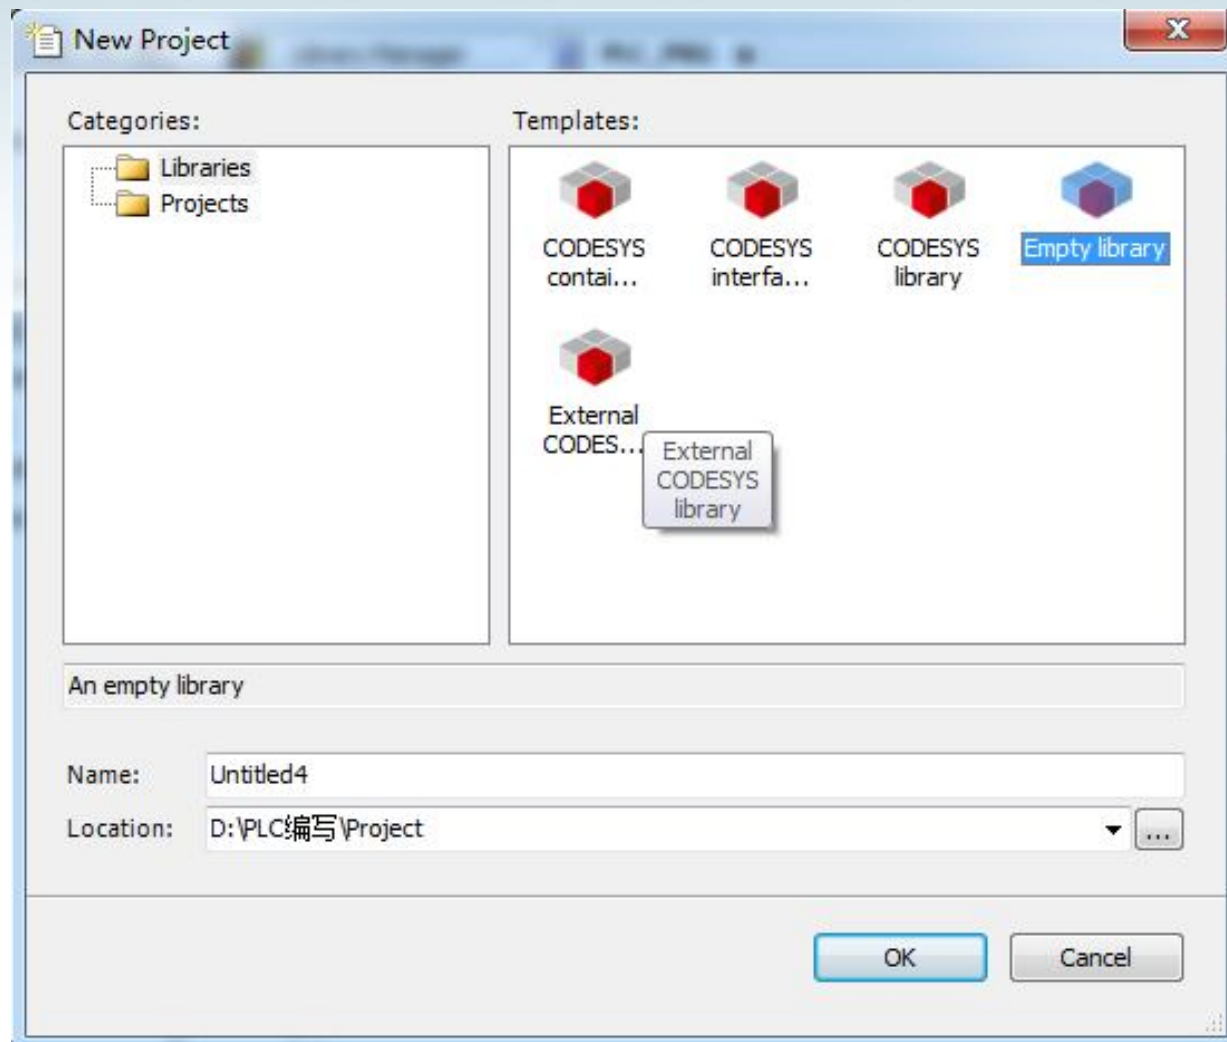 New Project
Categories:
Templates:
Libraries
Projects
CODESYS
contai...
CODESYS
interfa...
CODESYS
library
Empty library
External
CODES...
External
CODESYS
library
An empty library
Name:
Untitled4
Location:
D:\PLC编写\Project
...
OK
Cancel